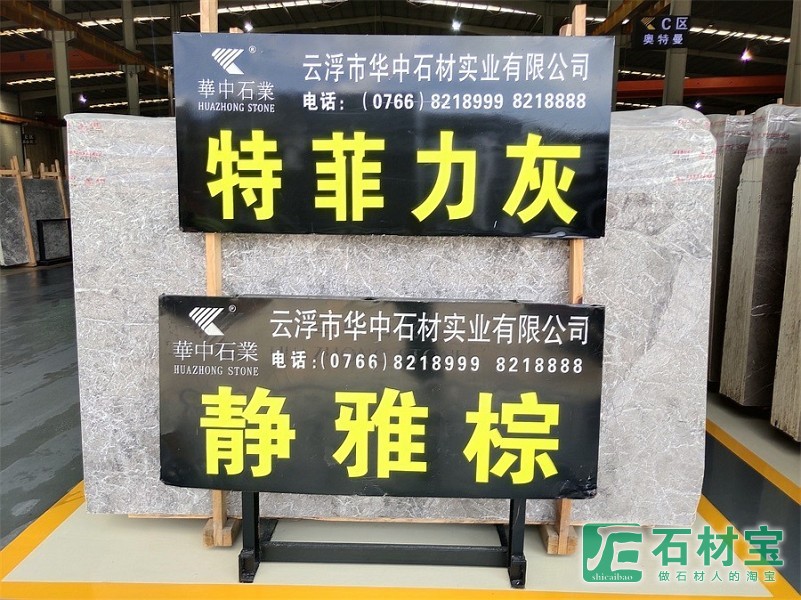 C区
奥特曼
®
華中石業
HUAZHONG STONE
云浮市华中石材实业有限公司
电话：(0766)8218999 8218888
特菲力灰
®
華中石業
HUAZHONG STONE
云浮市华中石材实业有限公司
电话：(0766)8218999 8218888
静雅棕
shicaibao
石材宝
做石材人的淘宝